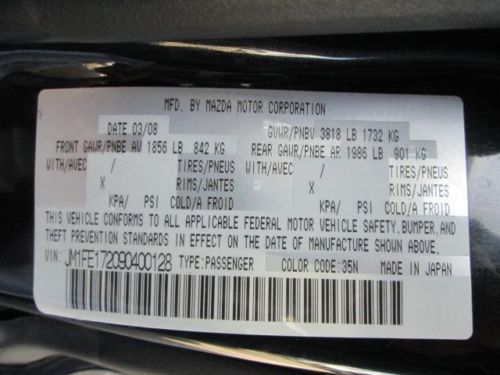 MFD. BY MAZDA MOTOR CORPORATION
DATE 03/08 GVWR/PNBV 3818 LB 1732 KG
FRONT GAWR/PNBE AV 1856 LB 842 KG REAR GAWR/PNBE AR 1986 LB 901 KG
WITH/AVEC / TIRES/PNEUS WITH/AVEC / TIRES/PNEUS
X RIMS/JANTES X RIMS/JANTES
KPA/ PSI COLD/A FROID KPA/ PSI COLD/A FROID
THIS VEHICLE CONFORMS TO ALL APPLICABLE FEDERAL MOTOR VEHICLE SAFETY, BUMPER, AND
THEFT PREVENTION STANDARDS IN EFFECT ON THE DATE OF MANUFACTURE SHOWN ABOVE.
VIN: JM1FE172090400128 TYPE:PASSENGER COLOR CODE:35N MADE IN JAPAN